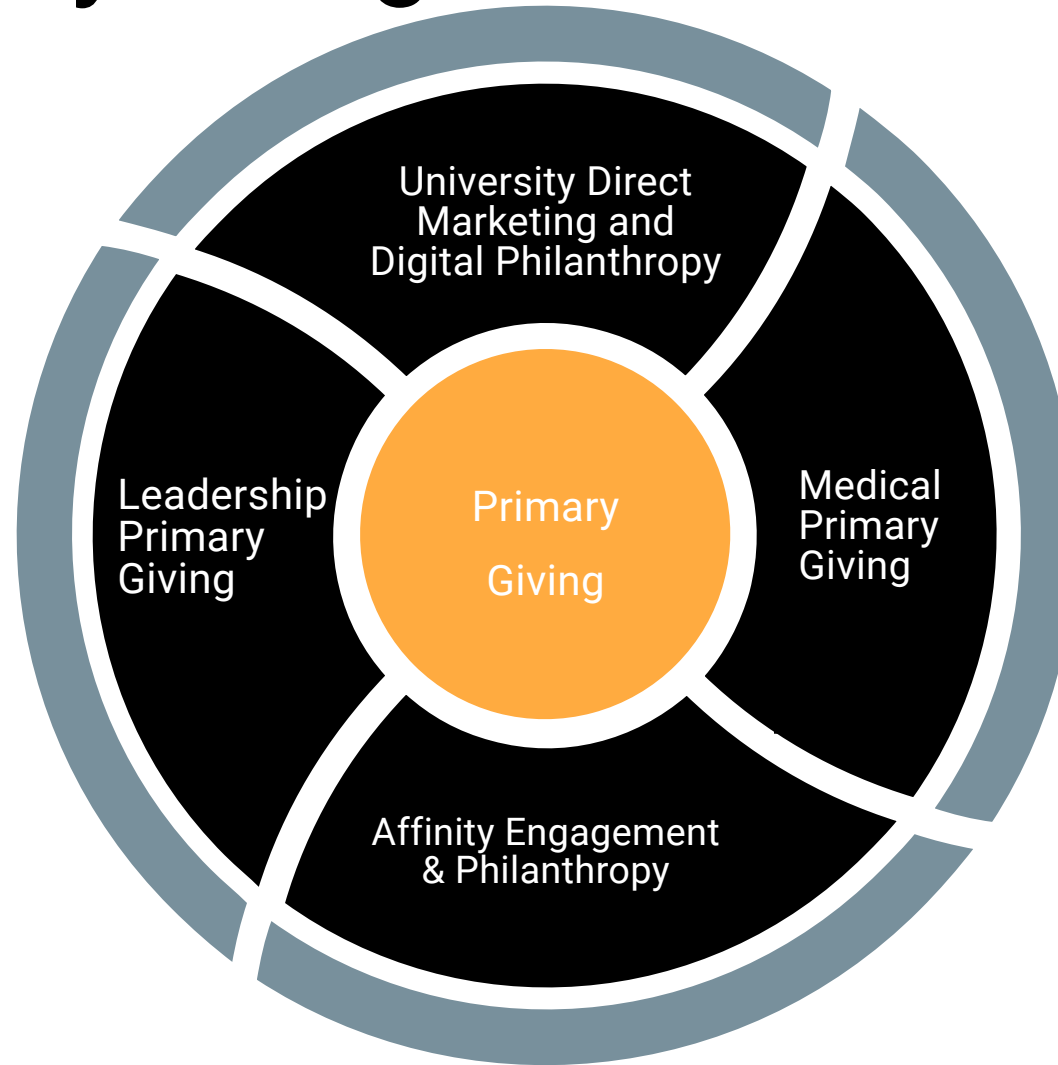 University Direct
Marketing and
Digital Philanthropy
Leadership
Primary
Giving
Primary
Giving
Medical
Primary
Giving
Affinity Engagement
& Philanthropy